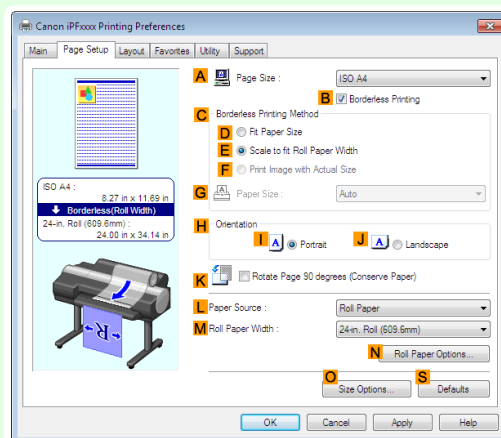 Canon iPFxxxx Printing Preferences
Main Page Setup Layout Favorites Utility Support
A Page Size : ISO A4
B Borderless Printing
C Borderless Printing Method
D Fit Paper Size
E Scale to fit Roll Paper Width
F Print Image with Actual Size
G Paper Size : Auto
ISO A4 :
8.27 in x 11.69 in
Borderless(Roll Width)
24-in. Roll (609.6mm) :
24.00 in x 34.14 in
H Orientation
I A Portrait J A Landscape
K Rotate Page 90 degrees (Conserve Paper)
R
L Paper Source : Roll Paper
M Roll Paper Width : 24-in. Roll (609.6mm)
N Roll Paper Options...
O Size Options... S Defaults
OK Cancel Apply Help